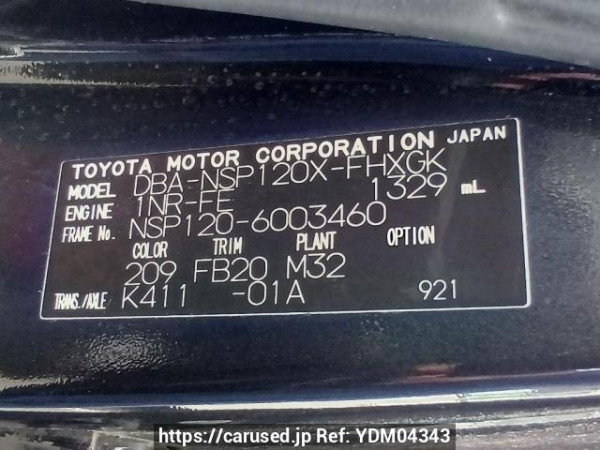 TOYOTA MOTOR CORPORATION JAPAN
MODEL DBA-NSP120X-FHXGK
ENGINE 1NR-FE 1329 mL
FRAME No. NSP120-6003460
COLOR TRIM PLANT OPTION
209 FB20 M32
TRANS./AXLE K411 -01A 921
https://carused.jp Ref: YDM04343